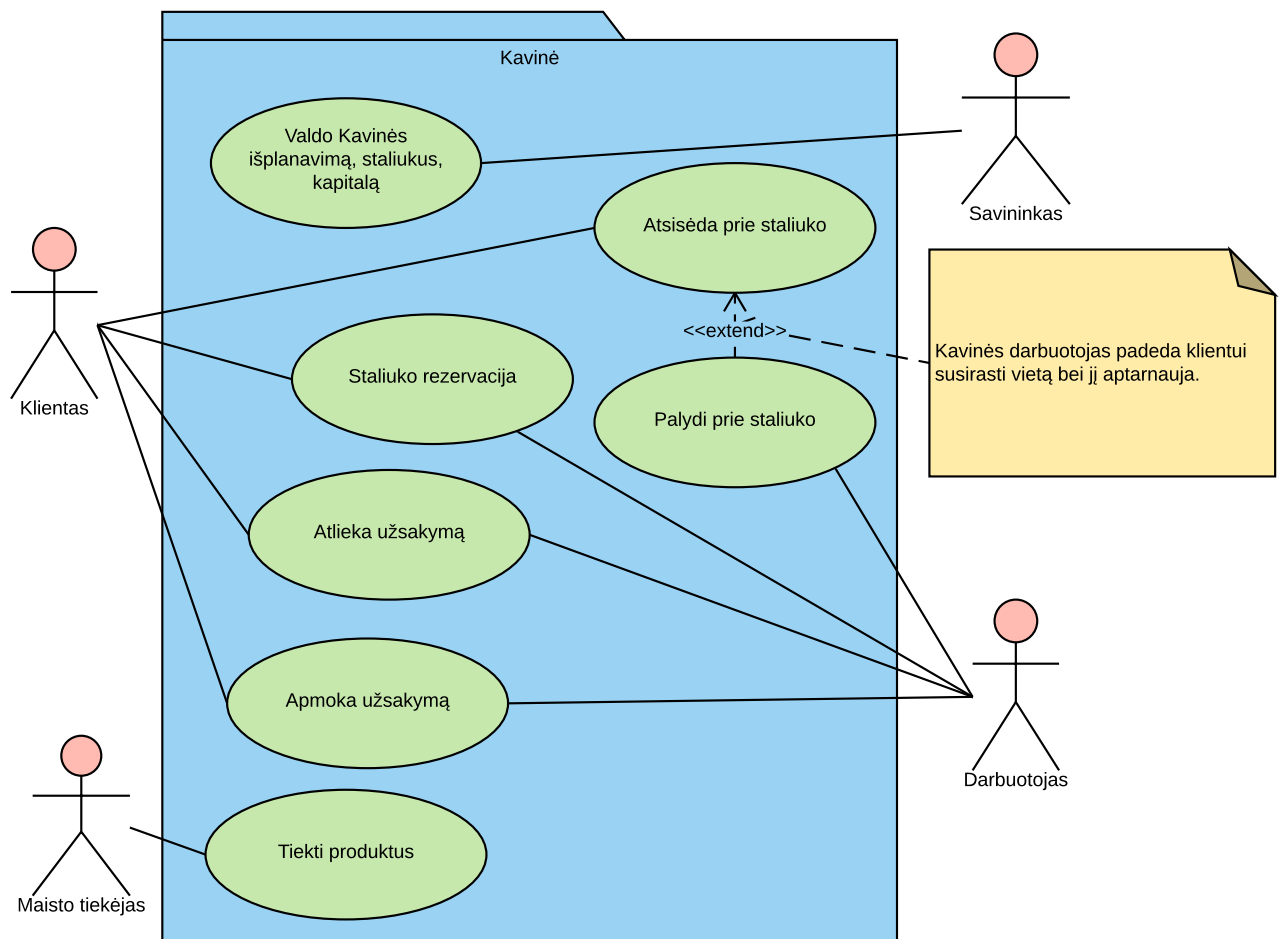 Kavinė
Valdo Kavinės
išplanavimą, staliukus,
kapitalą
Savininkas
Atsisėda prie staliuko
Klientas
<<extend>>
Kavinės darbuotojas padeda klientui
susirasti vietą bei jį aptarnauja.
Staliuko rezervacija
Palydi prie staliuko
Atlieka užsakymą
Apmoka užsakymą
Darbuotojas
Tiekti produktus
Maisto tiekėjas